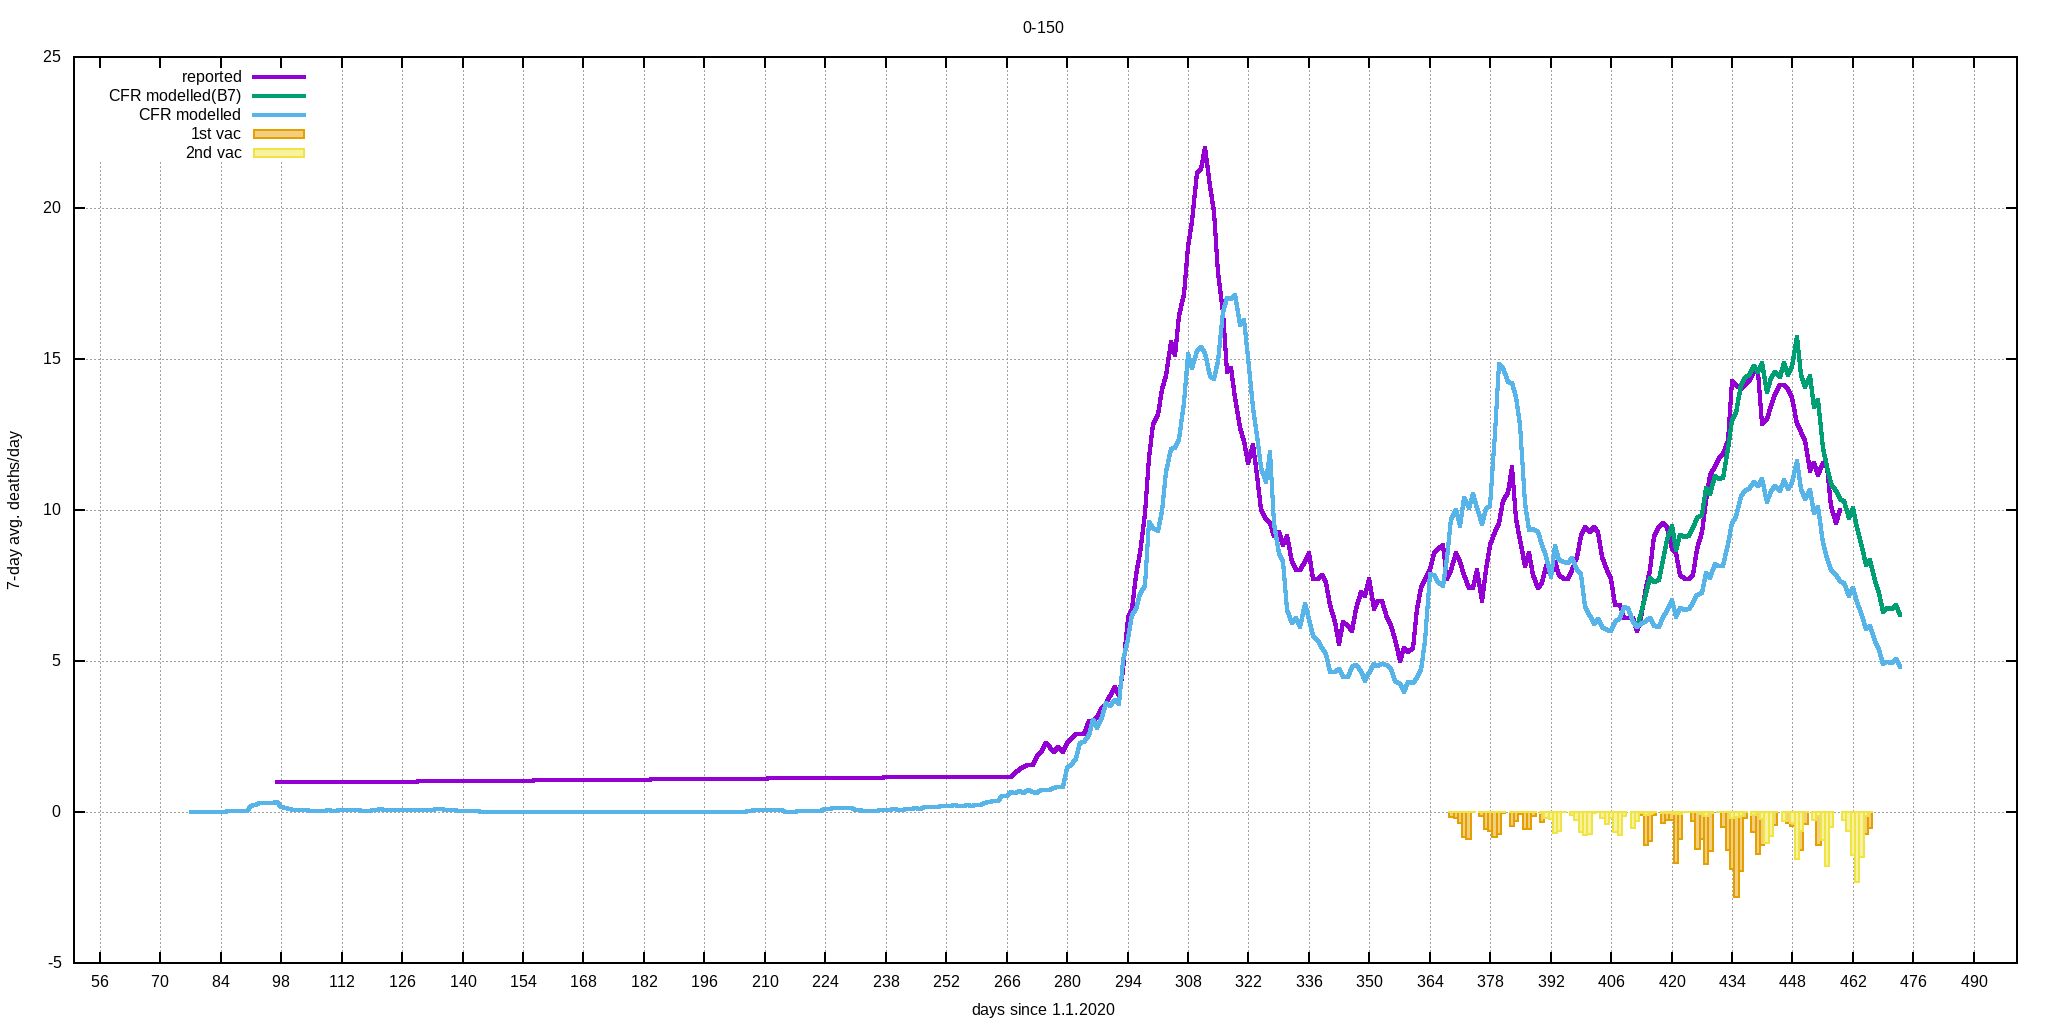 0-150
25
20
15
10
5
0
-5
7-day avg. deaths/day
reported
CFR modelled(B7)
CFR modelled
1st vac
2nd vac
56 70 84 98 112 126 140 154 168 182 196 210 224 238 252 266 280 294 308 322 336 350 364 378 392 406 420 434 448 462 476 490
days since 1.1.2020